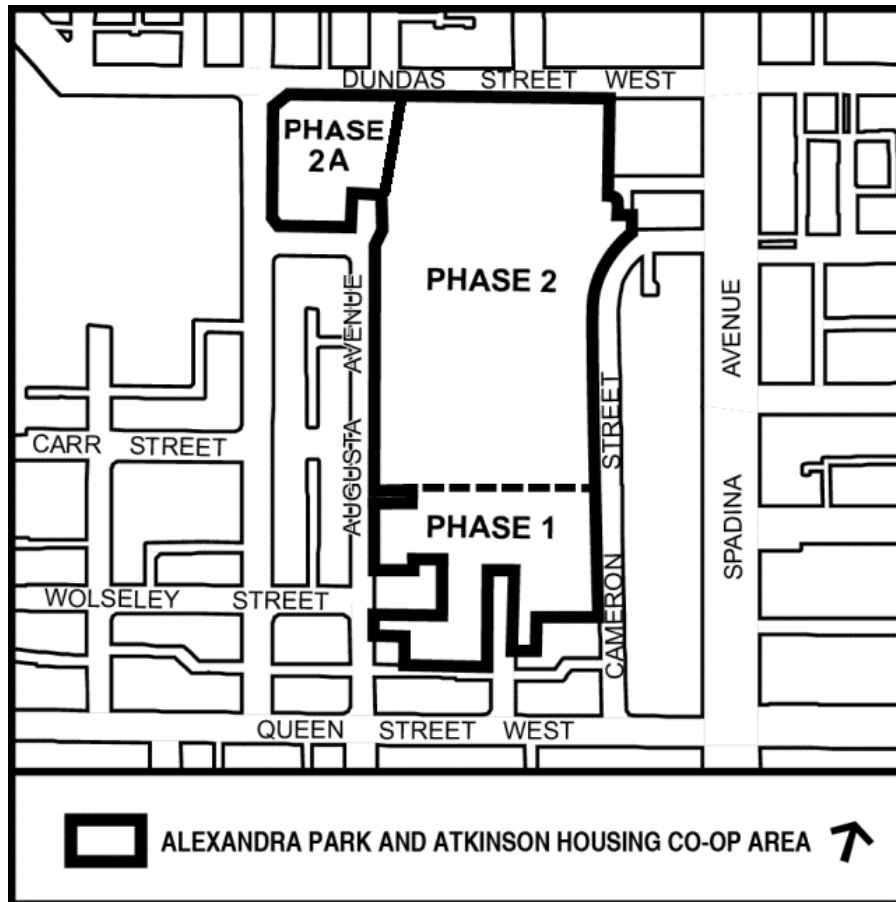 DUNDAS STREET WEST
PHASE
2A
PHASE 2
AUGUSTA AVENUE
CAMERON STREET
SPADINA AVENUE
CARR STREET
PHASE 1
WOLSELEY STREET
QUEEN STREET WEST
ALEXANDRA PARK AND ATKINSON HOUSING CO-OP AREA